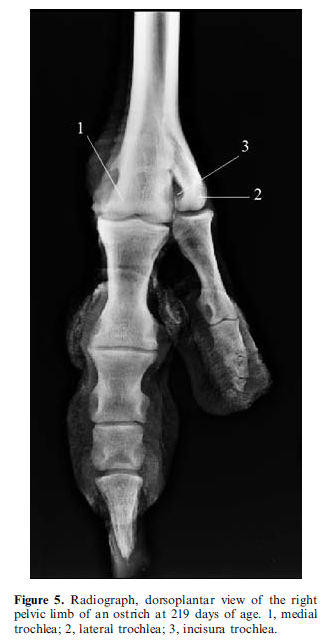 1
3
2
Figure 5. Radiograph, dorsoplantar view of the right
pelvic limb of an ostrich at 219 days of age. 1, medial
trochlea; 2, lateral trochlea; 3, incisura trochlea.